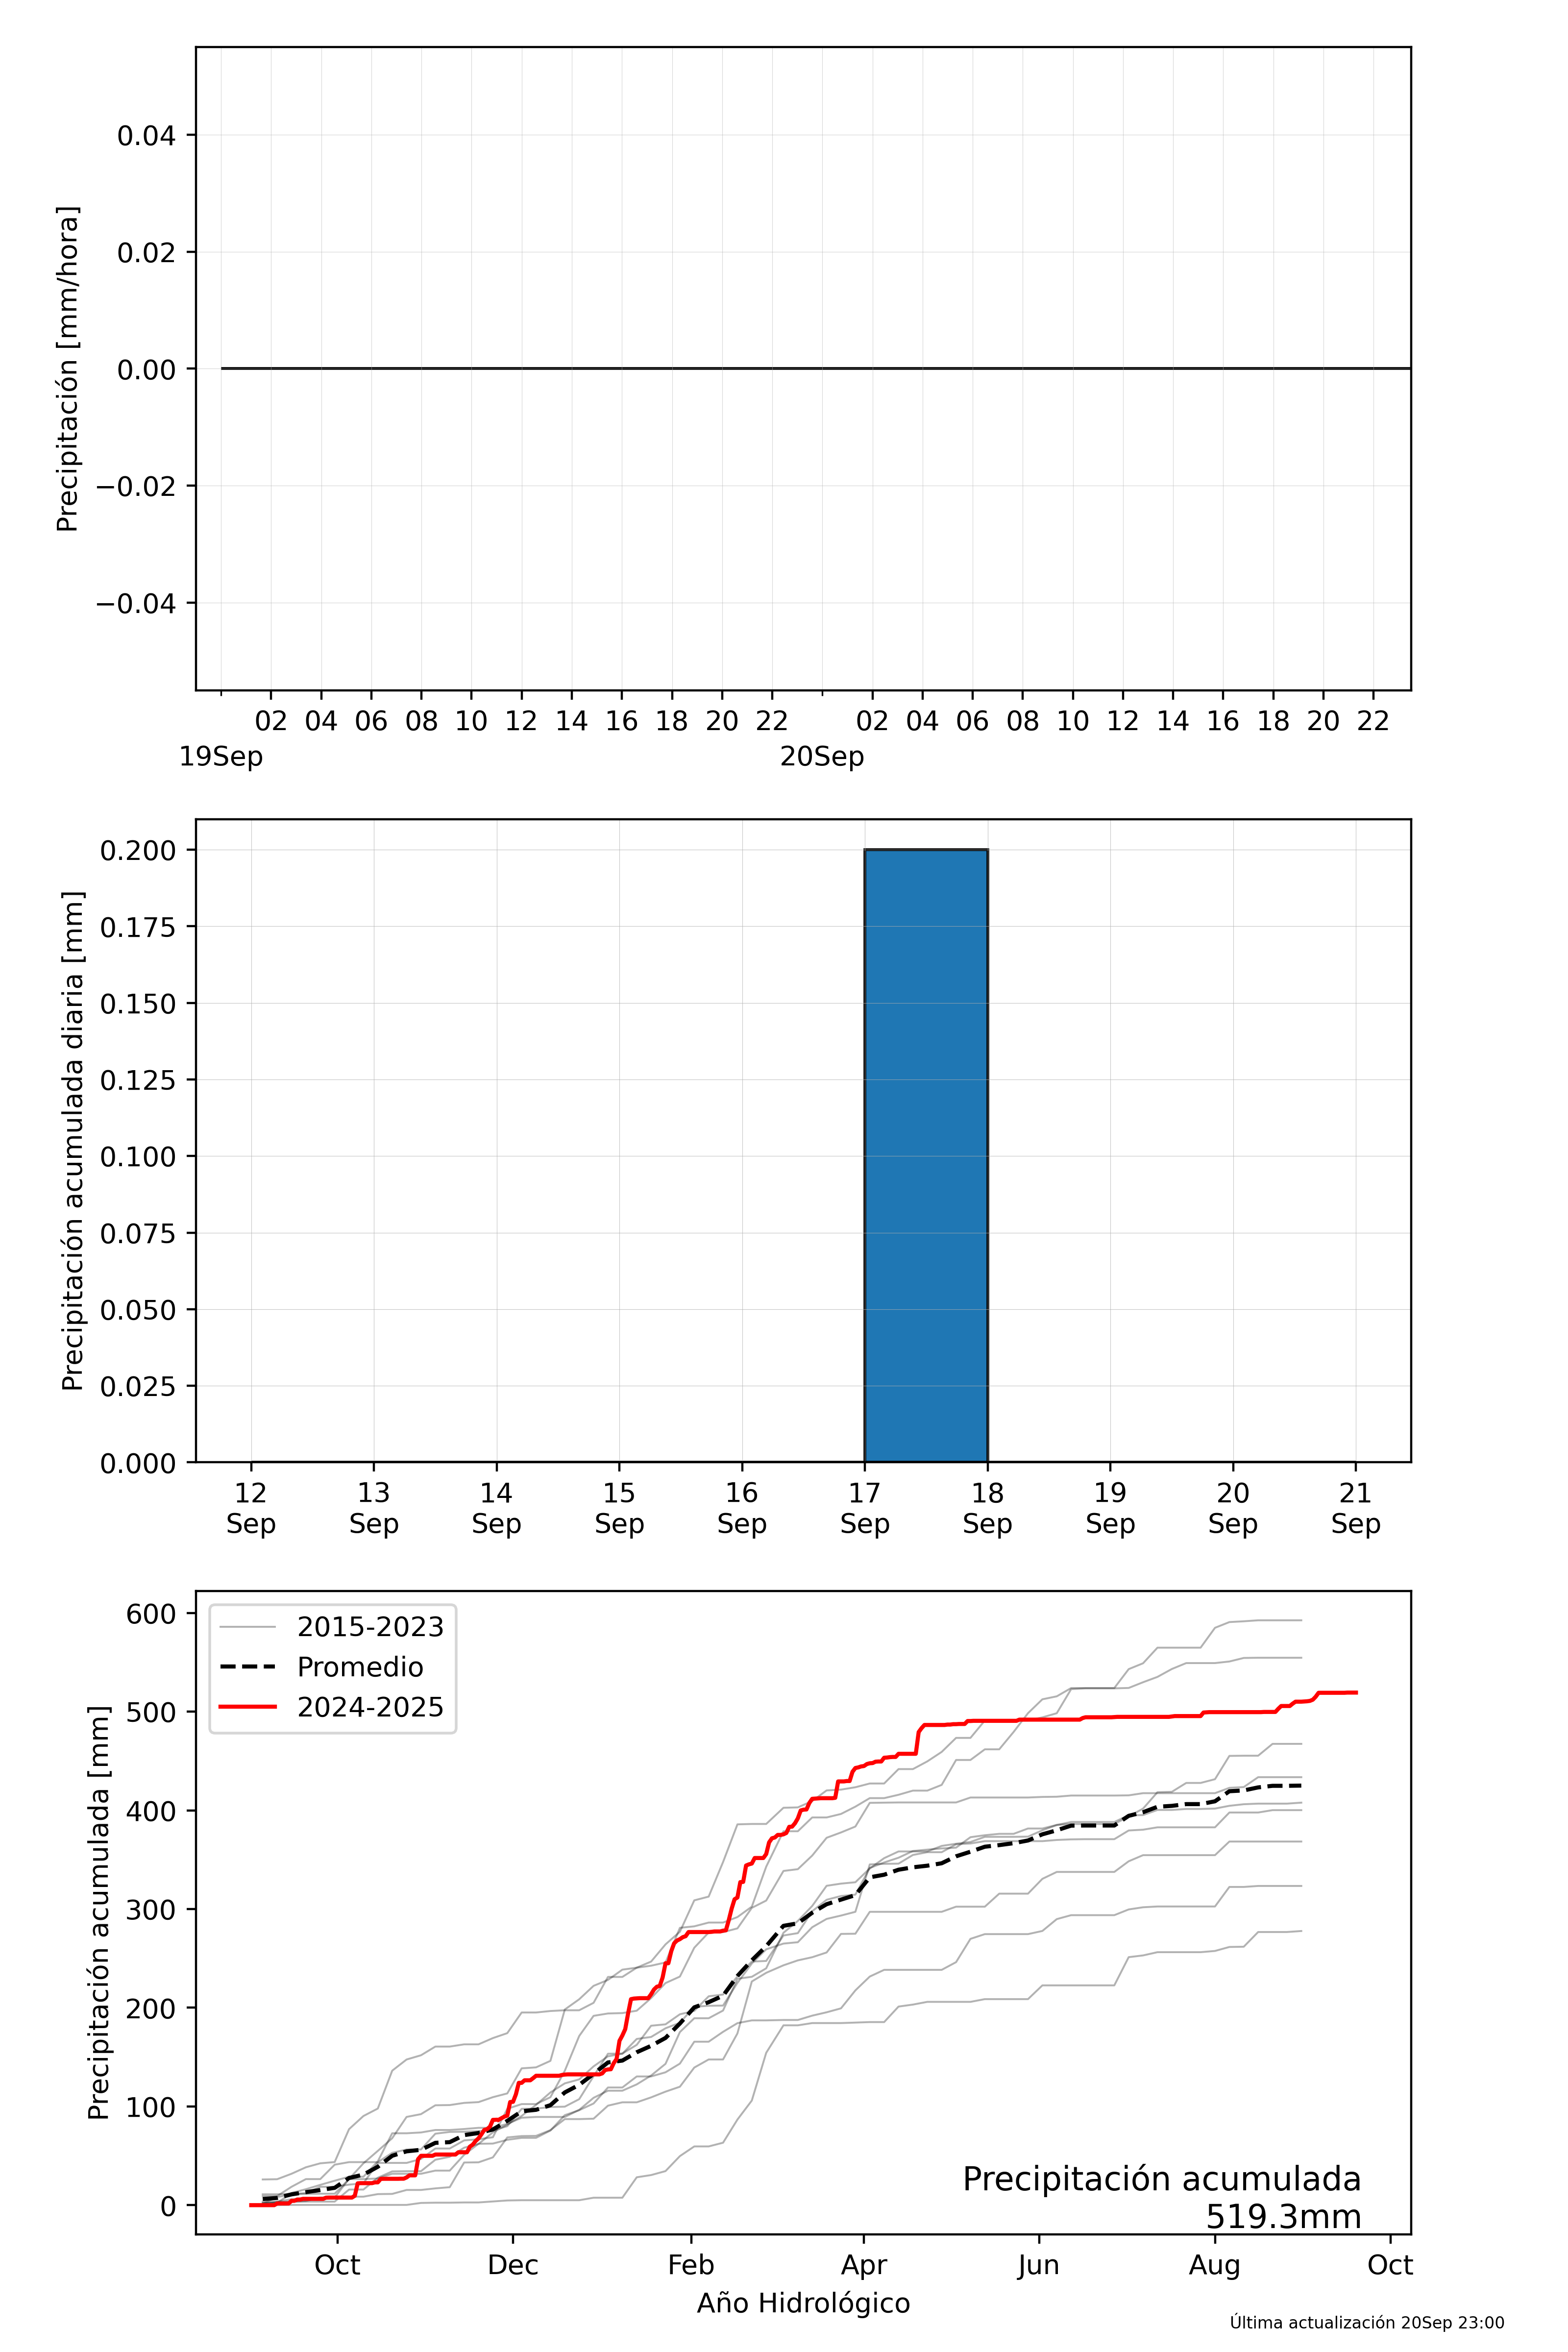 Precipitación [mm/hora]
0.04
0.02
0.00
−0.02
−0.04
02 04 06 08 10 12 14 16 18 20 22 02 04 06 08 10 12 14 16 18 20 22
19Sep 20Sep
Precipitación acumulada diaria [mm]
0.200
0.175
0.150
0.125
0.100
0.075
0.050
0.025
0.000
12 13 14 15 16 17 18 19 20 21
Sep Sep Sep Sep Sep Sep Sep Sep Sep Sep
Precipitación acumulada [mm]
600
500
400
300
200
100
0
2015-2023
Promedio
2024-2025
Precipitación acumulada
519.3mm
Oct Dec Feb Apr Jun Aug Oct
Año Hidrológico
Última actualización 20Sep 23:00